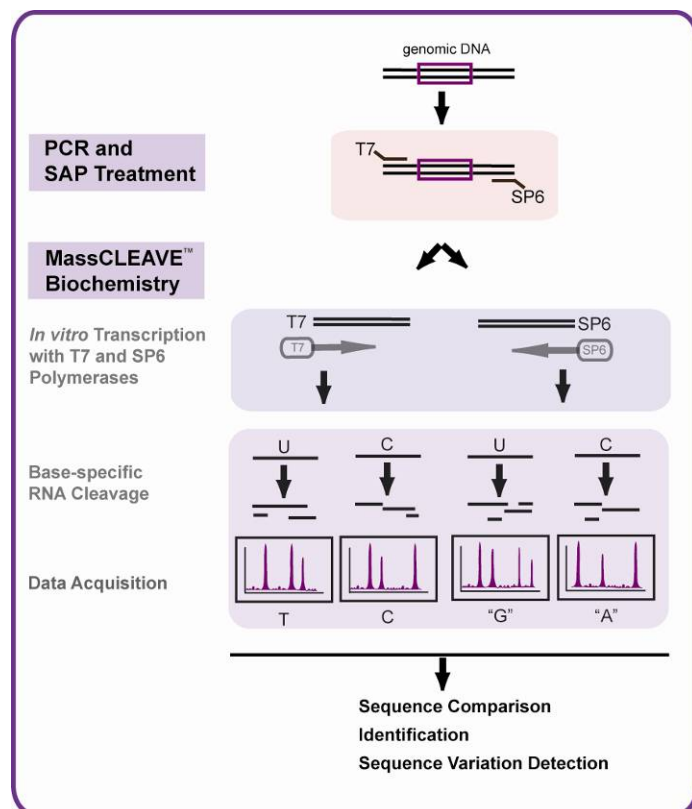 genomic DNA
PCR and
SAP Treatment
T7
SP6
MassCLEAVE™
Biochemistry
In vitro Transcription
with T7 and SP6
Polymerases
T7
SP6
T7
SP6
Base-specific
RNA Cleavage
U
C
U
C
Data Acquisition
T
C
“G”
“A”
Sequence Comparison
Identification
Sequence Variation Detection